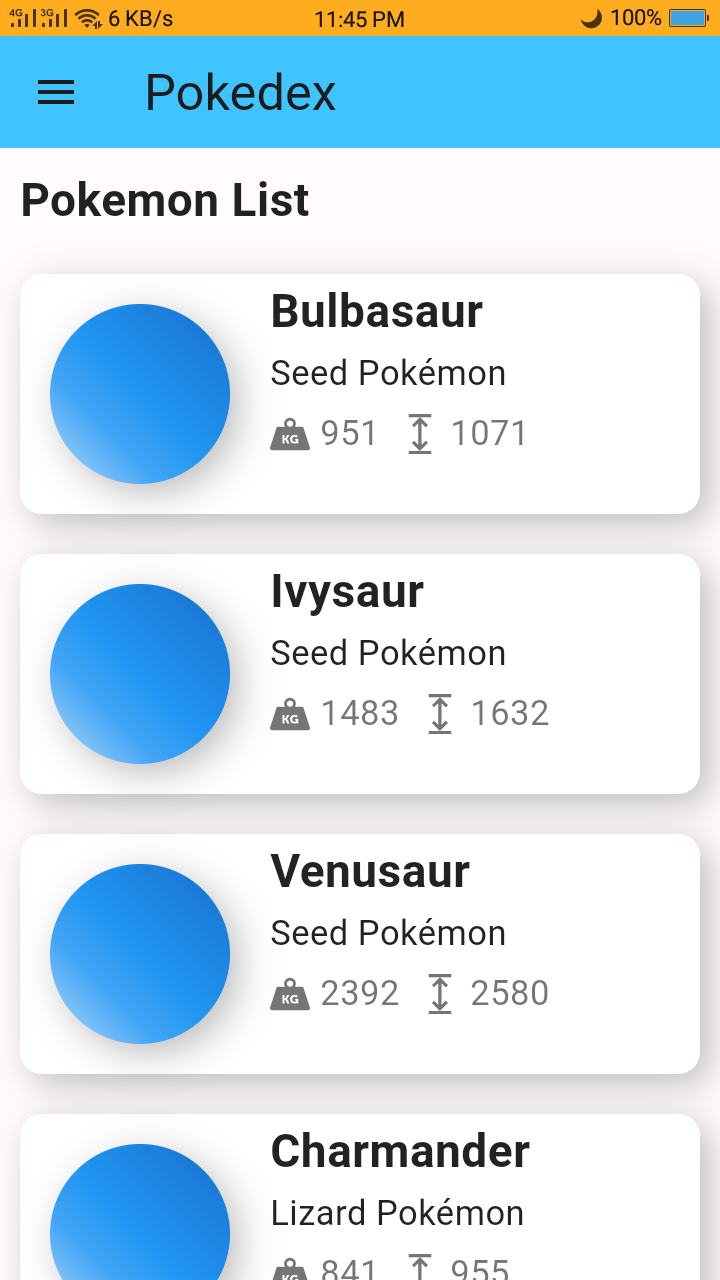 4G 3G 6 KB/s 11:45 PM 100%
Pokedex
Pokemon List
Bulbasaur
Seed Pokémon
KG 951 1071
Ivysaur
Seed Pokémon
KG 1483 1632
Venusaur
Seed Pokémon
KG 2392 2580
Charmander
Lizard Pokémon
KG 841 955